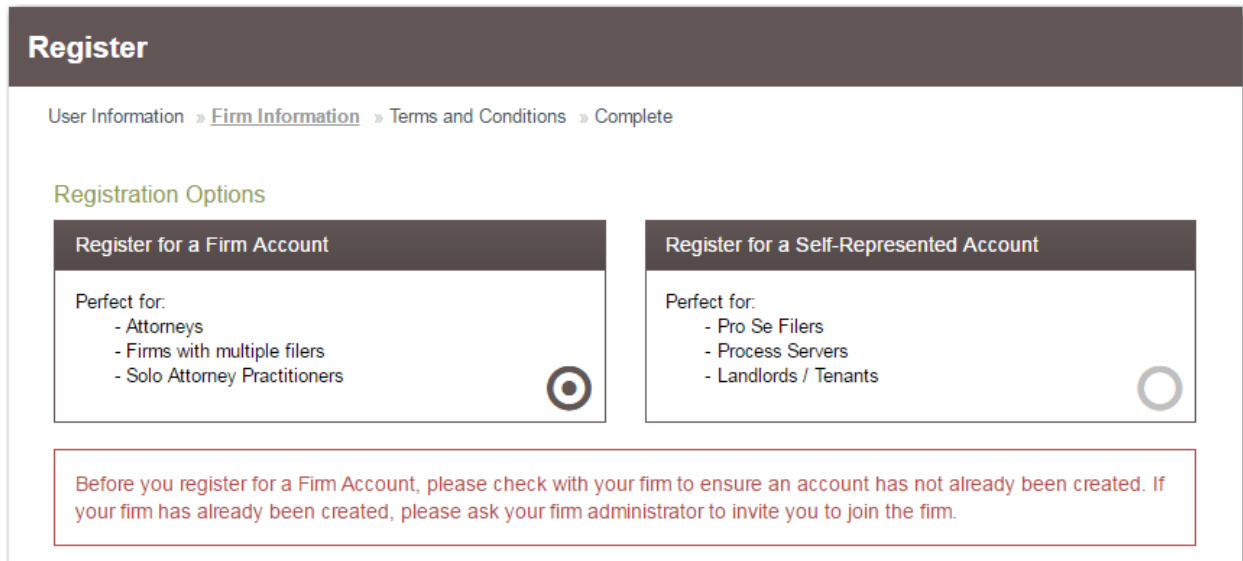 Register
User Information » Firm Information » Terms and Conditions » Complete
Registration Options
Register for a Firm Account
Perfect for:
- Attorneys
- Firms with multiple filers
- Solo Attorney Practitioners
Register for a Self-Represented Account
Perfect for:
- Pro Se Filers
- Process Servers
- Landlords / Tenants
Before you register for a Firm Account, please check with your firm to ensure an account has not already been created. If
your firm has already been created, please ask your firm administrator to invite you to join the firm.